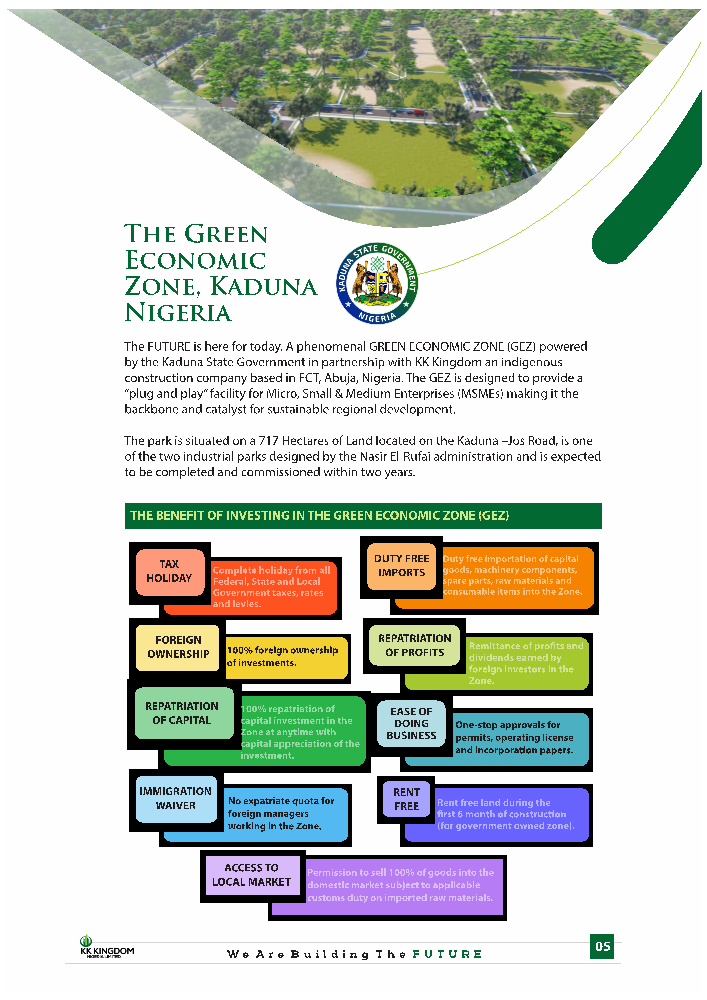 THE GREEN
ECONOMIC
ZONE, KADUNA
NIGERIA
KADUNA STATE GOVERNMENT
NIGERIA
The FUTURE is here for today. A phenomenal GREEN ECONOMIC ZONE (GEZ) powered
by the Kaduna State Government in partnership with KK Kingdom an indigenous
construction company based in FCT, Abuja, Nigeria. The GEZ is designed to provide a
“plug and play” facility for Micro, Small & Medium Enterprises (MSMEs) making it the
backbone and catalyst for sustainable regional development.
The park is situated on a 717 Hectares of Land located on the Kaduna –Jos Road, is one
of the two industrial parks designed by the Nasir El Rufai administration and is expected
to be completed and commissioned within two years.
THE BENEFIT OF INVESTING IN THE GREEN ECONOMIC ZONE (GEZ)
TAX
HOLIDAY
Complete holiday from all
Federal, State and Local
Government taxes, rates
and levies.
DUTY FREE
IMPORTS
Duty free importation of capital
goods, machinery components,
spare parts, raw materials and
consumable items into the Zone.
FOREIGN
OWNERSHIP
100% foreign ownership
of investments.
REPATRIATION
OF PROFITS
Remittance of profits and
dividends earned by
foreign investors in the
Zone.
REPATRIATION
OF CAPITAL
100% repatriation of
capital investment in the
Zone at anytime with
capital appreciation of the
investment.
EASE OF
DOING
BUSINESS
One-stop approvals for
permits, operating license
and incorporation papers.
IMMIGRATION
WAIVER
No expatriate quota for
foreign managers
working in the Zone.
RENT
FREE
Rent free land during the
first 6 month of construction
(for government owned zone).
ACCESS TO
LOCAL MARKET
Permission to sell 100% of goods into the
domestic market subject to applicable
customs duty on imported raw materials.
KK KINGDOM
NIGERIA LIMITED
We Are Building The FUTURE
05